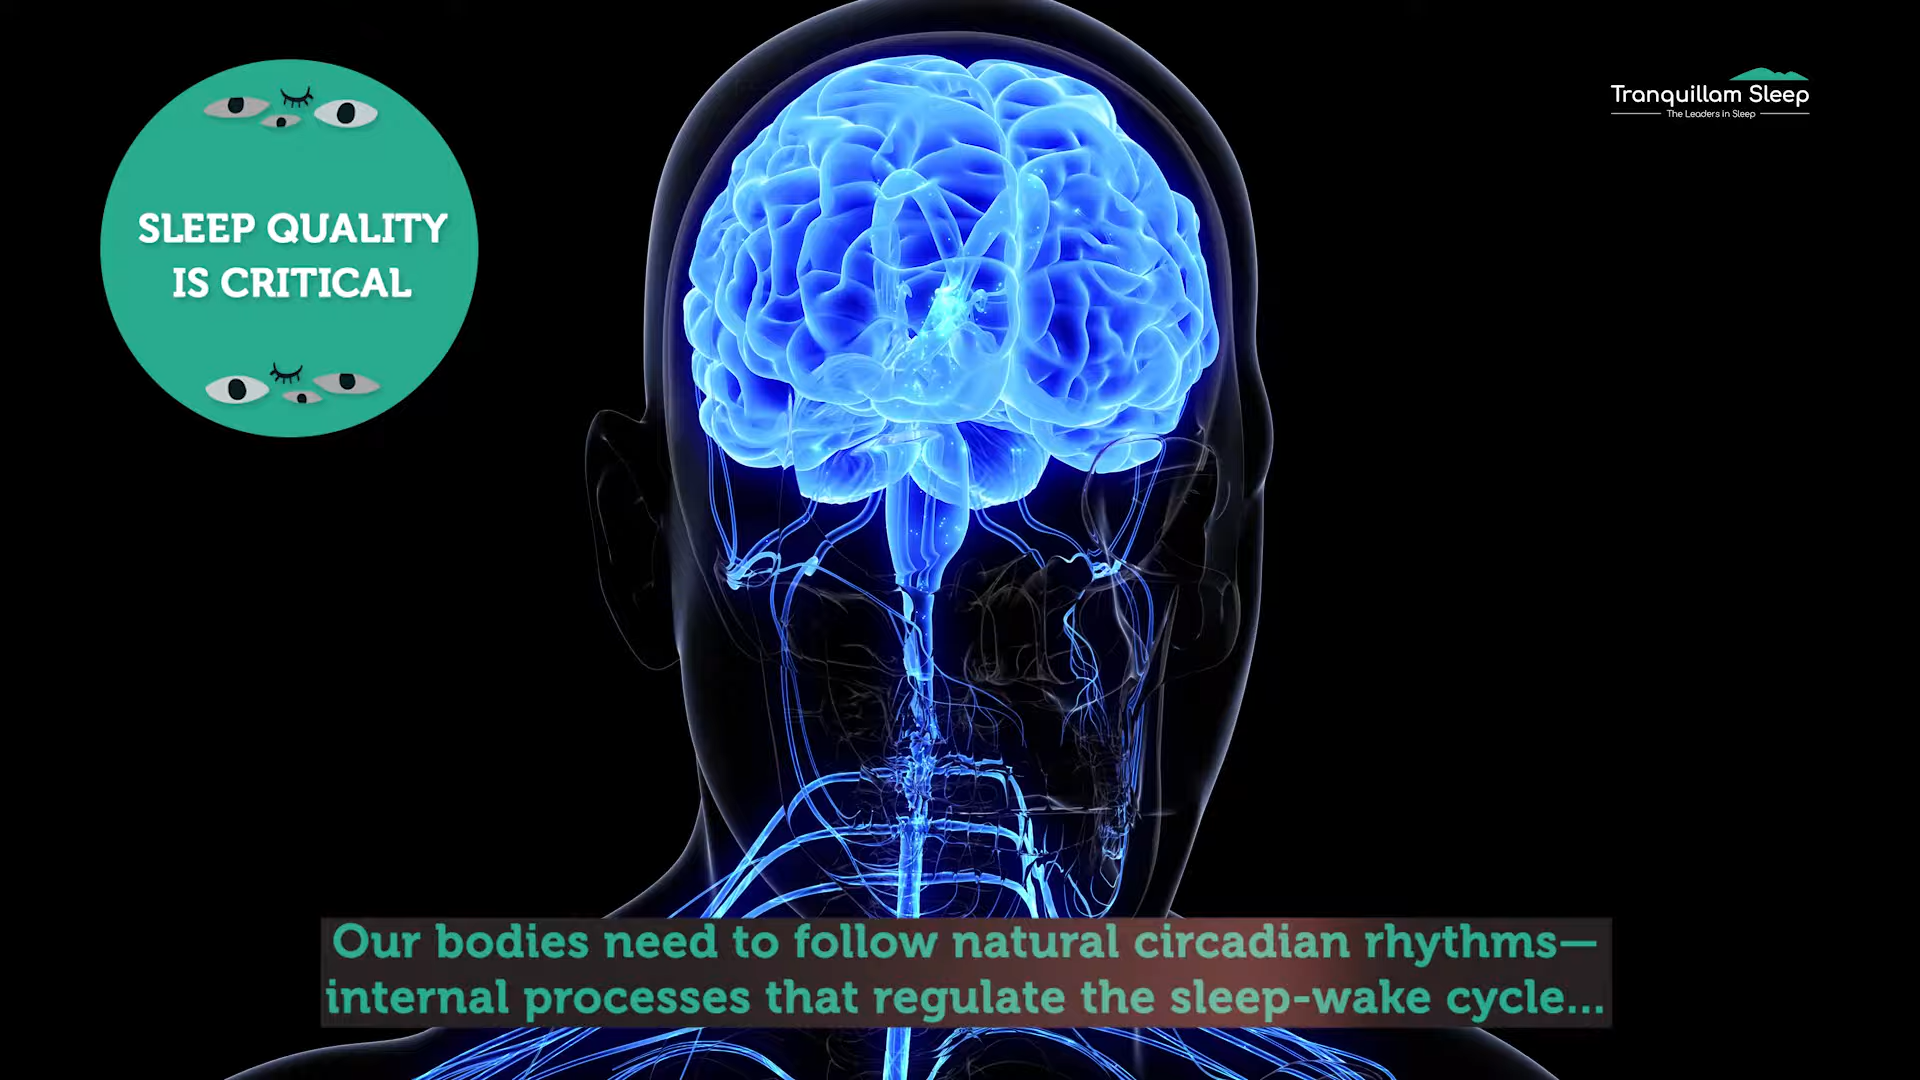 SLEEP QUALITY
IS CRITICAL
Tranquillam Sleep
The Leaders in Sleep
Our bodies need to follow natural circadian rhythms—
internal processes that regulate the sleep-wake cycle...